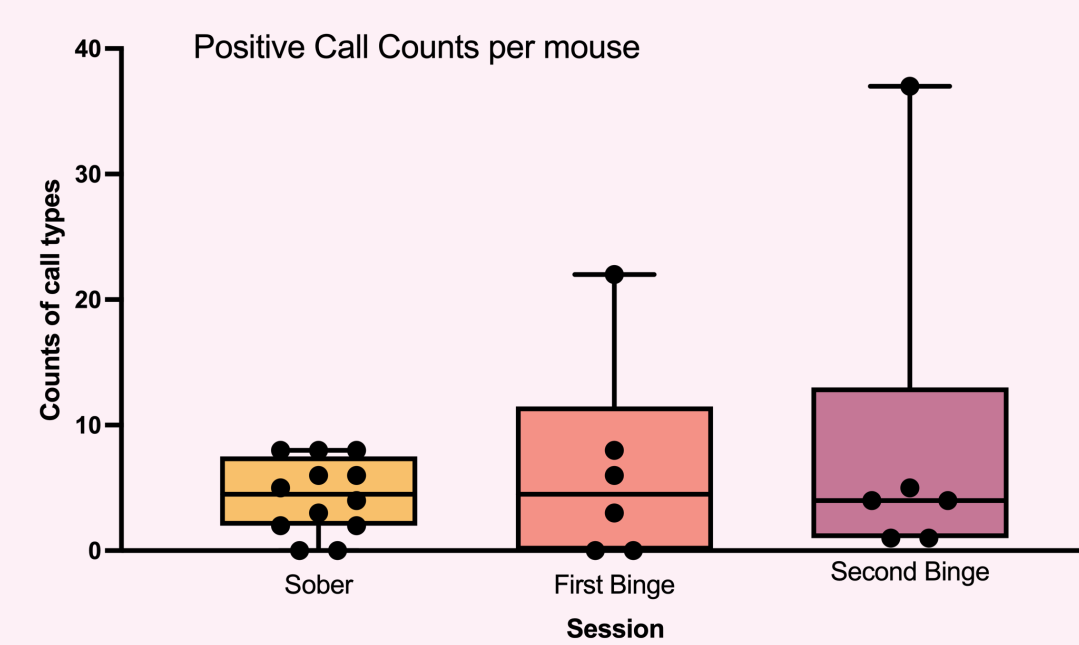 Positive Call Counts per mouse
Counts of call types
40
30
20
10
0
Sober
First Binge
Second Binge
Session